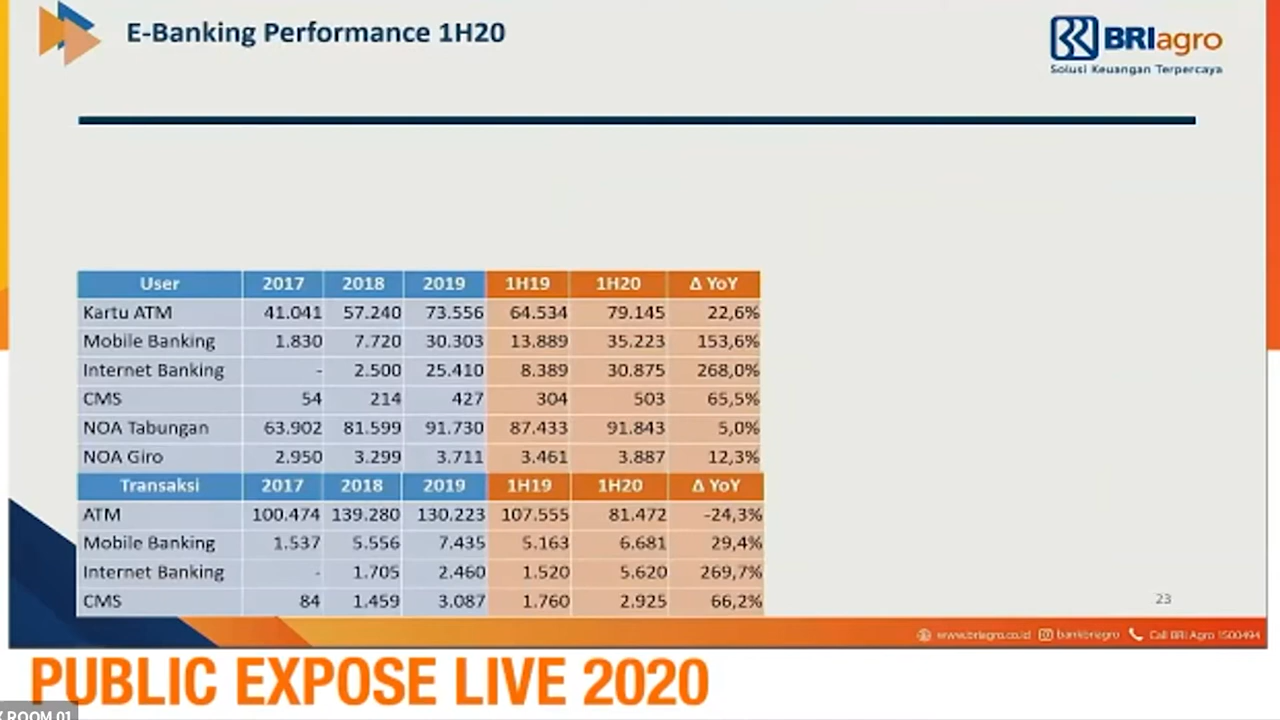 E-Banking Performance 1H20
BRIagro
Solusi Keuangan Terpercaya
User 2017 2018 2019 1H19 1H20 Δ YoY
Kartu ATM 41.041 57.240 73.556 64.534 79.145 22,6%
Mobile Banking 1.830 7.720 30.303 13.889 35.223 153,6%
Internet Banking - 2.500 25.410 8.389 30.875 268,0%
CMS 54 214 427 304 503 65,5%
NOA Tabungan 63.902 81.599 91.730 87.433 91.843 5,0%
NOA Giro 2.950 3.299 3.711 3.461 3.887 12,3%
Transaksi 2017 2018 2019 1H19 1H20 Δ YoY
ATM 100.474 139.280 130.223 107.555 81.472 -24,3%
Mobile Banking 1.537 5.556 7.435 5.163 6.681 29,4%
Internet Banking - 1.705 2.460 1.520 5.620 269,7%
CMS 84 1.459 3.087 1.760 2.925 66,2%
23
www.briagro.co.id bankbriagro Call BRI Agro 1500494
PUBLIC EXPOSE LIVE 2020
ROOM 01